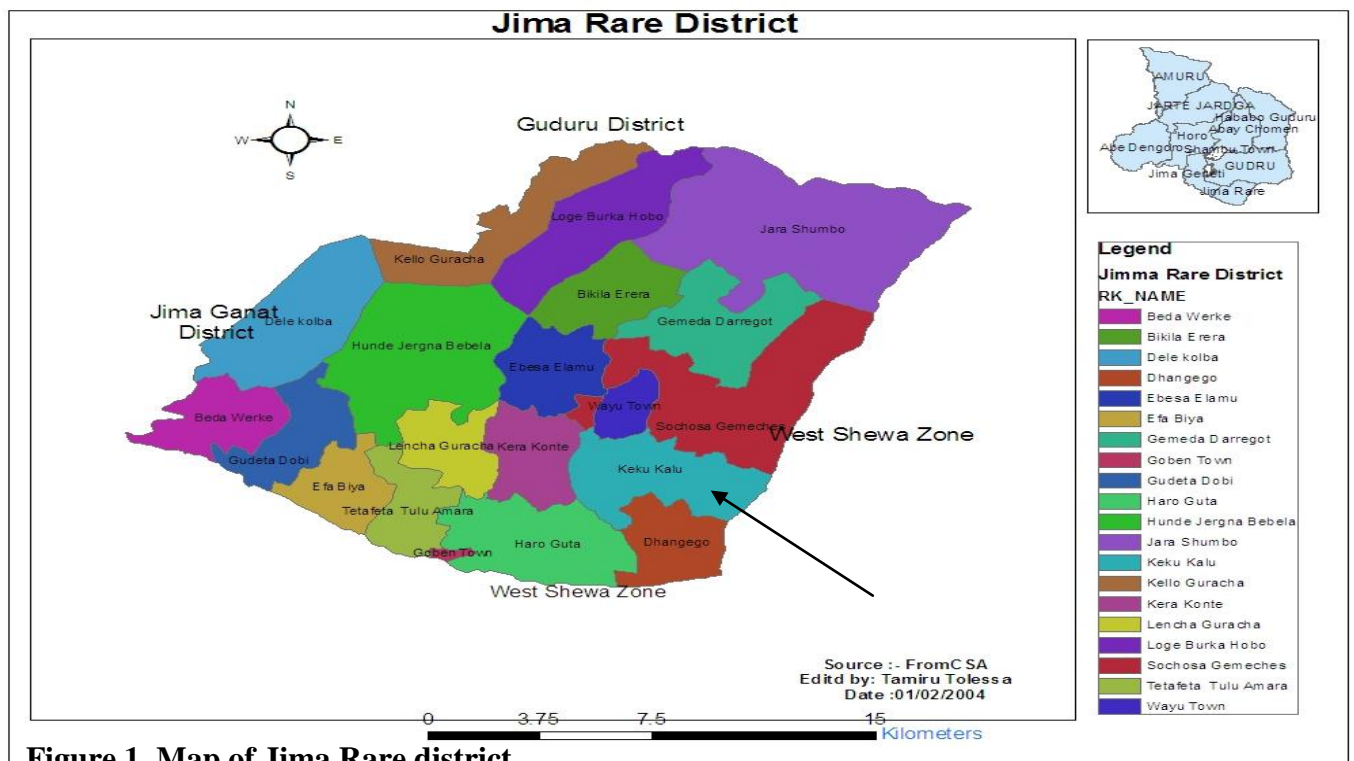 Jima Rare District
N
W
E
S
Guduru District
Loge Burka Hobo
Jara Shumbo
Kello Guracha
Bikila Erera
Jima Ganat
District
Dele kolba
Gemeda Darregot
Hunde Jergna Bebela
Ebesa Elamu
Beda Werke
Wayu Town
Sochosa Gemeches
West Shewa Zone
Lencha Guracha
Kera Konte
Gudeta Dobi
Keku Kalu
Efa Biya
Tetafeta Tulu Amara
Goben Town
Haro Guta
Dhangego
West Shewa Zone
Source :- FromCSA
Editd by: Tamiru Tolessa
Date :01/02/2004
0 3.75 7.5 15
Kilometers
AMURU
JARTE JARDGA
Hababo Guduru
Abay Chomen
Horo
Abe Dengoro
Shambu Town
GUDRU
Jima Geneti
Jima Rare
Legend
Jimma Rare District
RK_NAME
Beda Werke
Bikila Erera
Dele kolba
Dhangego
Ebesa Elamu
Efa Biya
Gemeda Darregot
Goben Town
Gudeta Dobi
Haro Guta
Hunde Jergna Bebela
Jara Shumbo
Keku Kalu
Kello Guracha
Kera Konte
Lencha Guracha
Loge Burka Hobo
Sochosa Gemeches
Tetafeta Tulu Amara
Wayu Town
Figure 1. Map of Jima Rare district